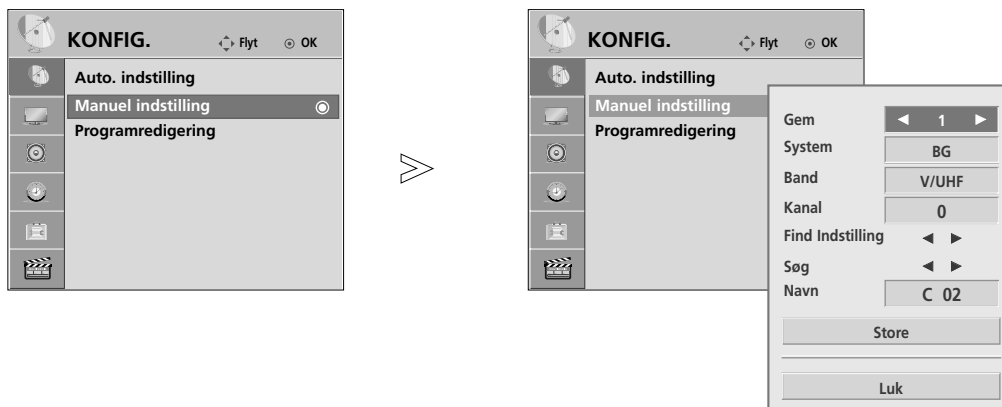 KONFIG. Flyt OK
Auto. indstilling
Manuel indstilling
Programredigering
KONFIG. Flyt OK
Auto. indstilling
Manuel indstilling
Programredigering
Gem 1
System BG
Band V/UHF
Kanal 0
Find Indstilling
Søg
Navn C 02
Store
Luk